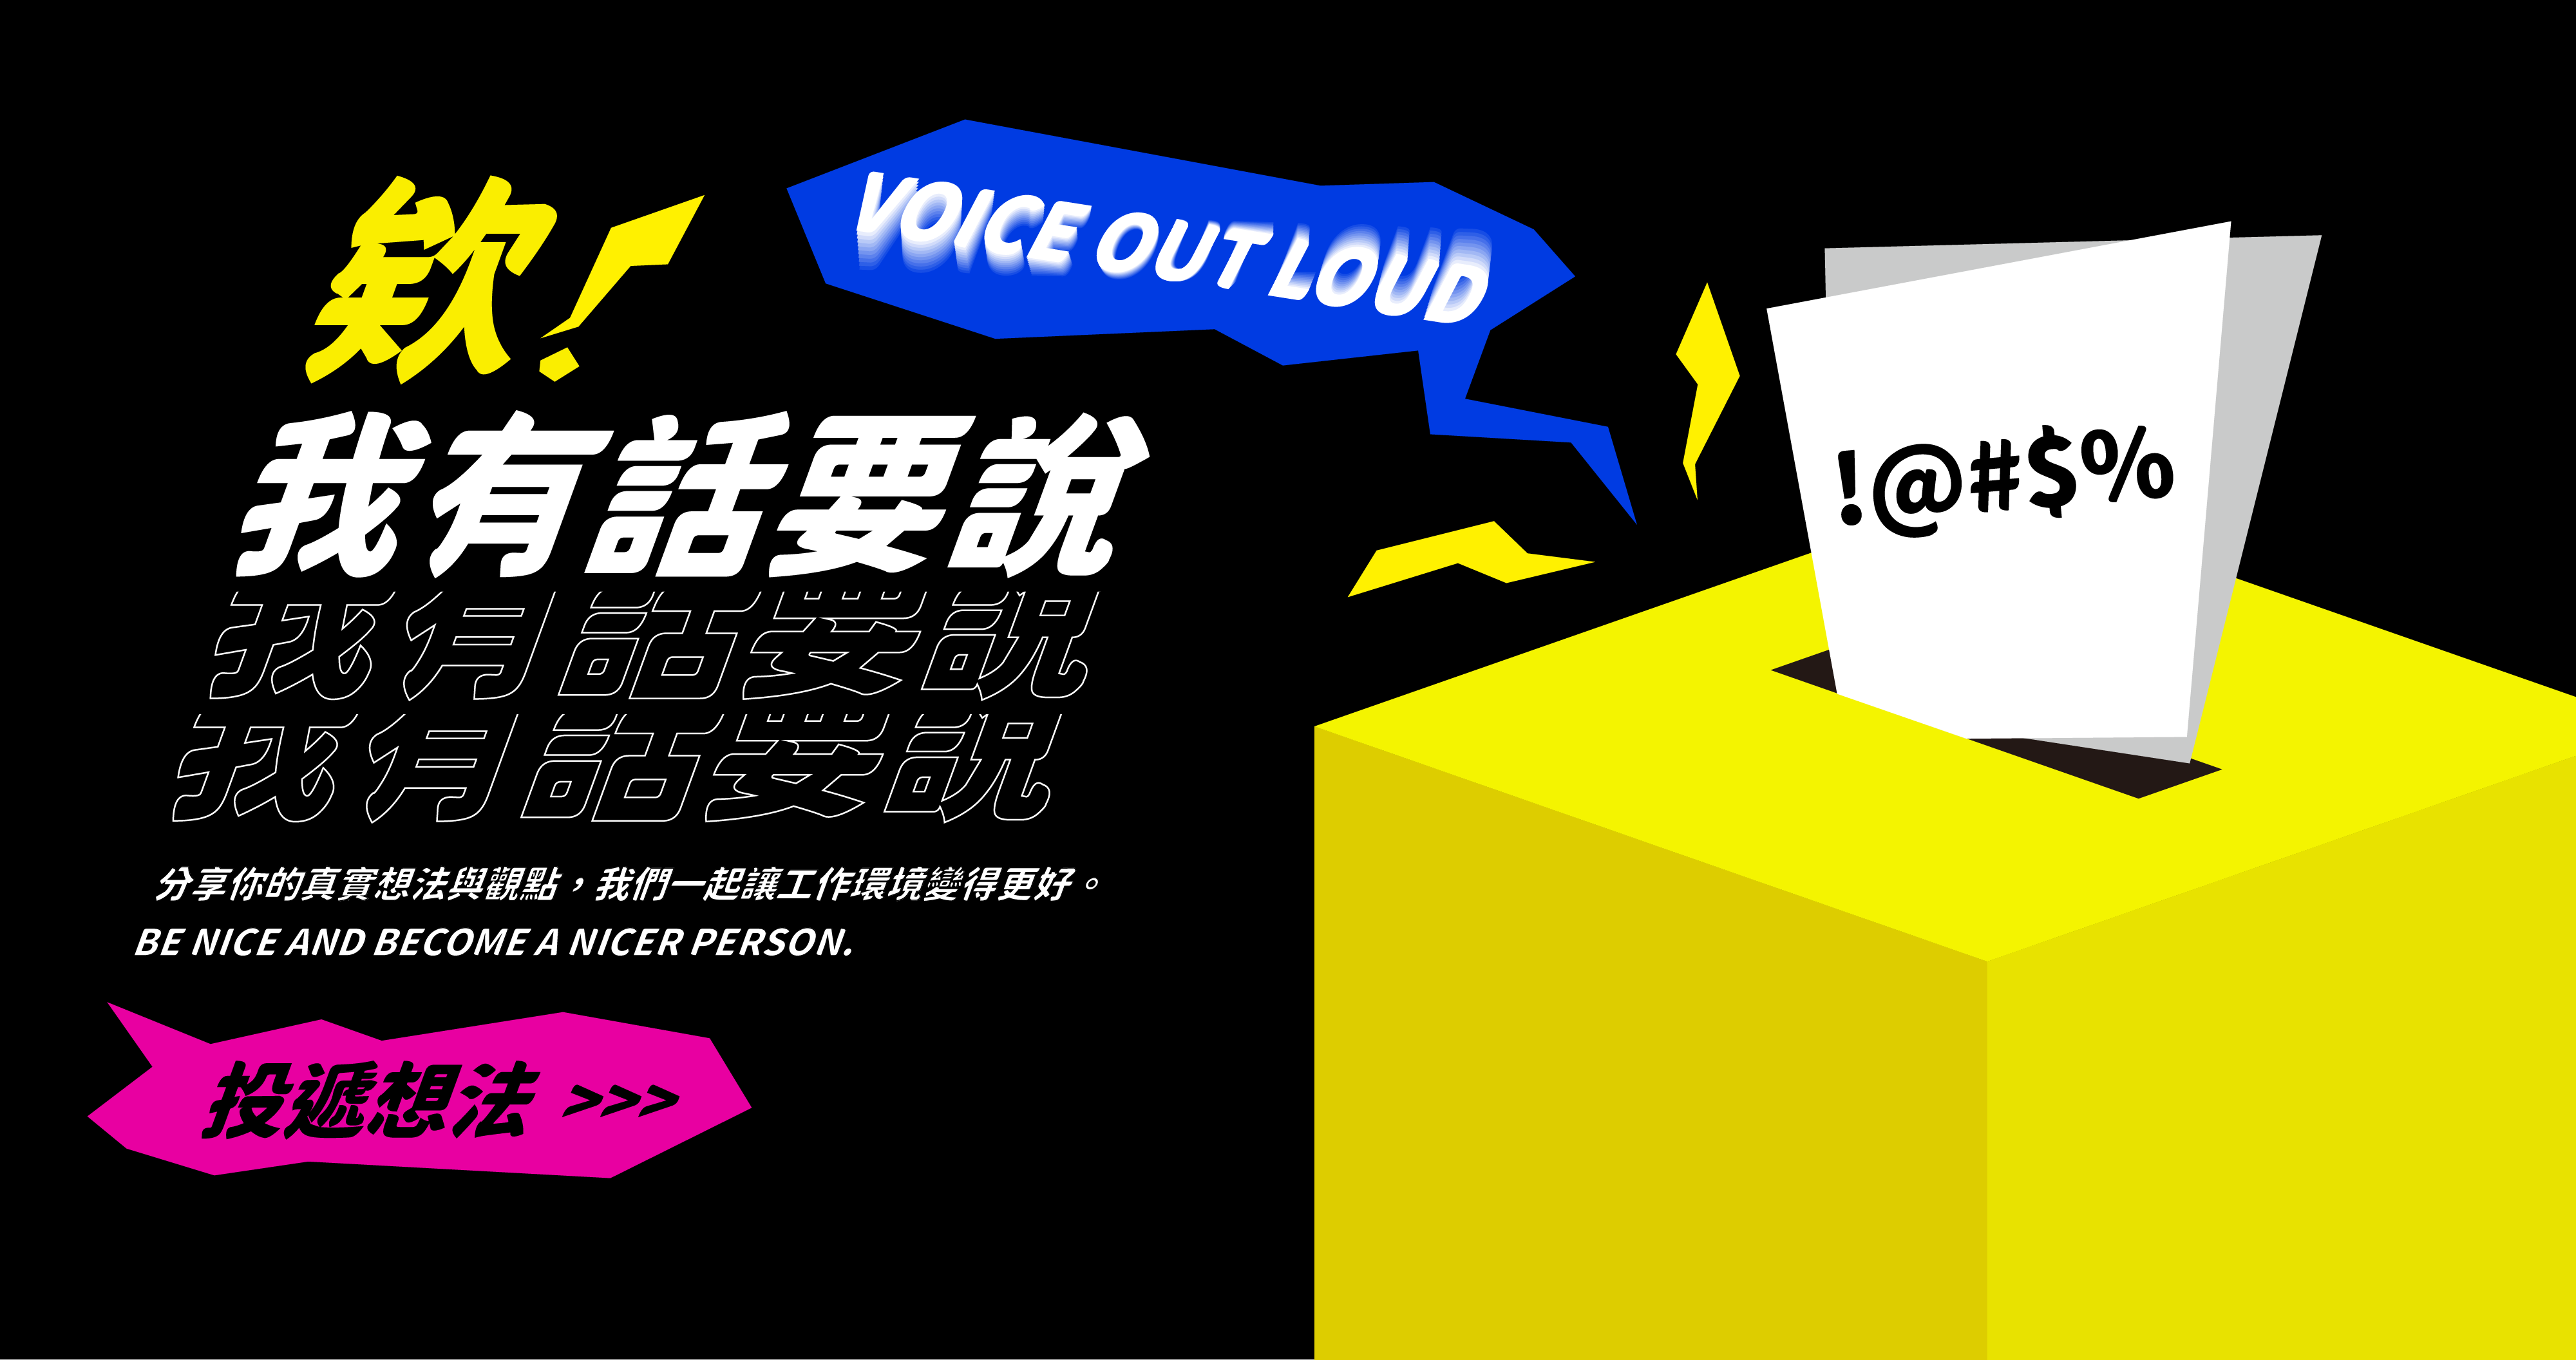 欸!
VOICE OUT LOUD
我有話要說
我有話要說
我有話要說
分享你的真實想法與觀點，我們一起讓工作環境變得更好。
BE NICE AND BECOME A NICER PERSON.
投遞想法 >>>
!@#$%